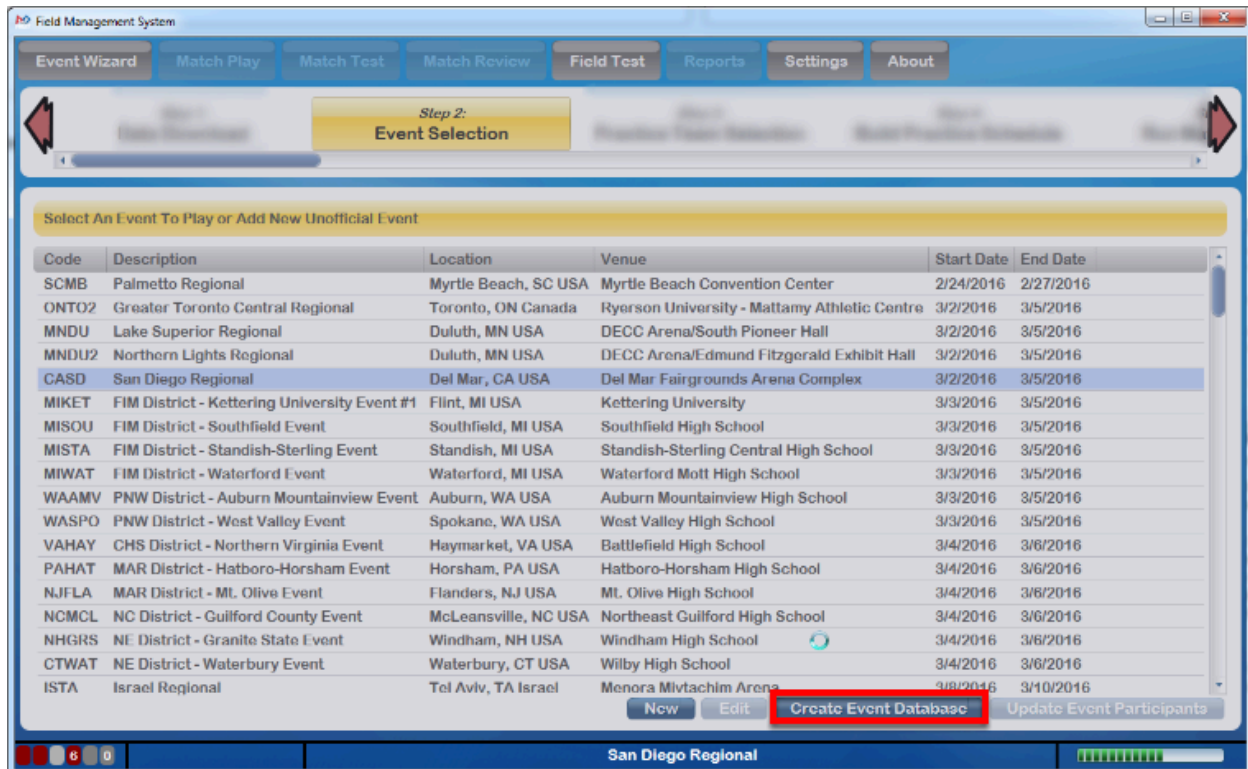 Field Management System
Event Wizard Match Play Match Test Match Review Field Test Reports Settings About
Step 2:
Data Download Event Selection Practice Team Selection Build Practice Schedule
Select An Event To Play or Add New Unofficial Event
Code Description Location Venue Start Date End Date
SCMB Palmetto Regional Myrtle Beach, SC USA Myrtle Beach Convention Center 2/24/2016 2/27/2016
ONTO2 Greater Toronto Central Regional Toronto, ON Canada Ryerson University - Mattamy Athletic Centre 3/2/2016 3/5/2016
MNDU Lake Superior Regional Duluth, MN USA DECC Arena/South Pioneer Hall 3/2/2016 3/5/2016
MNDU2 Northern Lights Regional Duluth, MN USA DECC Arena/Edmund Fitzgerald Exhibit Hall 3/2/2016 3/5/2016
CASD San Diego Regional Del Mar, CA USA Del Mar Fairgrounds Arena Complex 3/2/2016 3/5/2016
MIKET FIM District - Kettering University Event #1 Flint, MI USA Kettering University 3/3/2016 3/5/2016
MISOU FIM District - Southfield Event Southfield, MI USA Southfield High School 3/3/2016 3/5/2016
MISTA FIM District - Standish-Sterling Event Standish, MI USA Standish-Sterling Central High School 3/3/2016 3/5/2016
MIWAT FIM District - Waterford Event Waterford, MI USA Waterford Mott High School 3/3/2016 3/5/2016
WAAMV PNW District - Auburn Mountainview Event Auburn, WA USA Auburn Mountainview High School 3/3/2016 3/5/2016
WASPO PNW District - West Valley Event Spokane, WA USA West Valley High School 3/3/2016 3/5/2016
VAHAY CHS District - Northern Virginia Event Haymarket, VA USA Battlefield High School 3/4/2016 3/6/2016
PAHAT MAR District - Hatboro-Horsham Event Horsham, PA USA Hatboro-Horsham High School 3/4/2016 3/6/2016
NJFLA MAR District - Mt. Olive Event Flanders, NJ USA Mt. Olive High School 3/4/2016 3/6/2016
NCMCL NC District - Guilford County Event McLeansville, NC USA Northeast Guilford High School 3/4/2016 3/6/2016
NHGRS NE District - Granite State Event Windham, NH USA Windham High School 3/4/2016 3/6/2016
CTWAT NE District - Waterbury Event Waterbury, CT USA Wilby High School 3/4/2016 3/6/2016
ISTA Israel Regional Tel Aviv, TA Israel Menora Mivtachim Arena 3/8/2016 3/10/2016
New Edit Create Event Database Update Event Participants
6 0 San Diego Regional